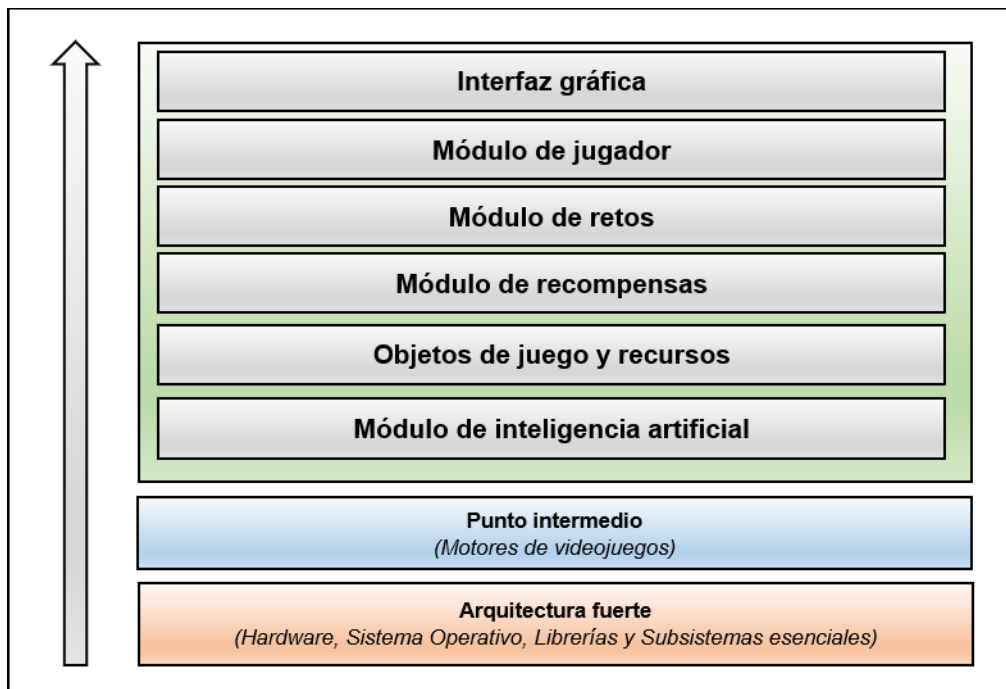 Interfaz gráfica
Módulo de jugador
Módulo de retos
Módulo de recompensas
Objetos de juego y recursos
Módulo de inteligencia artificial
Punto intermedio
(Motores de videojuegos)
Arquitectura fuerte
(Hardware, Sistema Operativo, Librerías y Subsistemas esenciales)